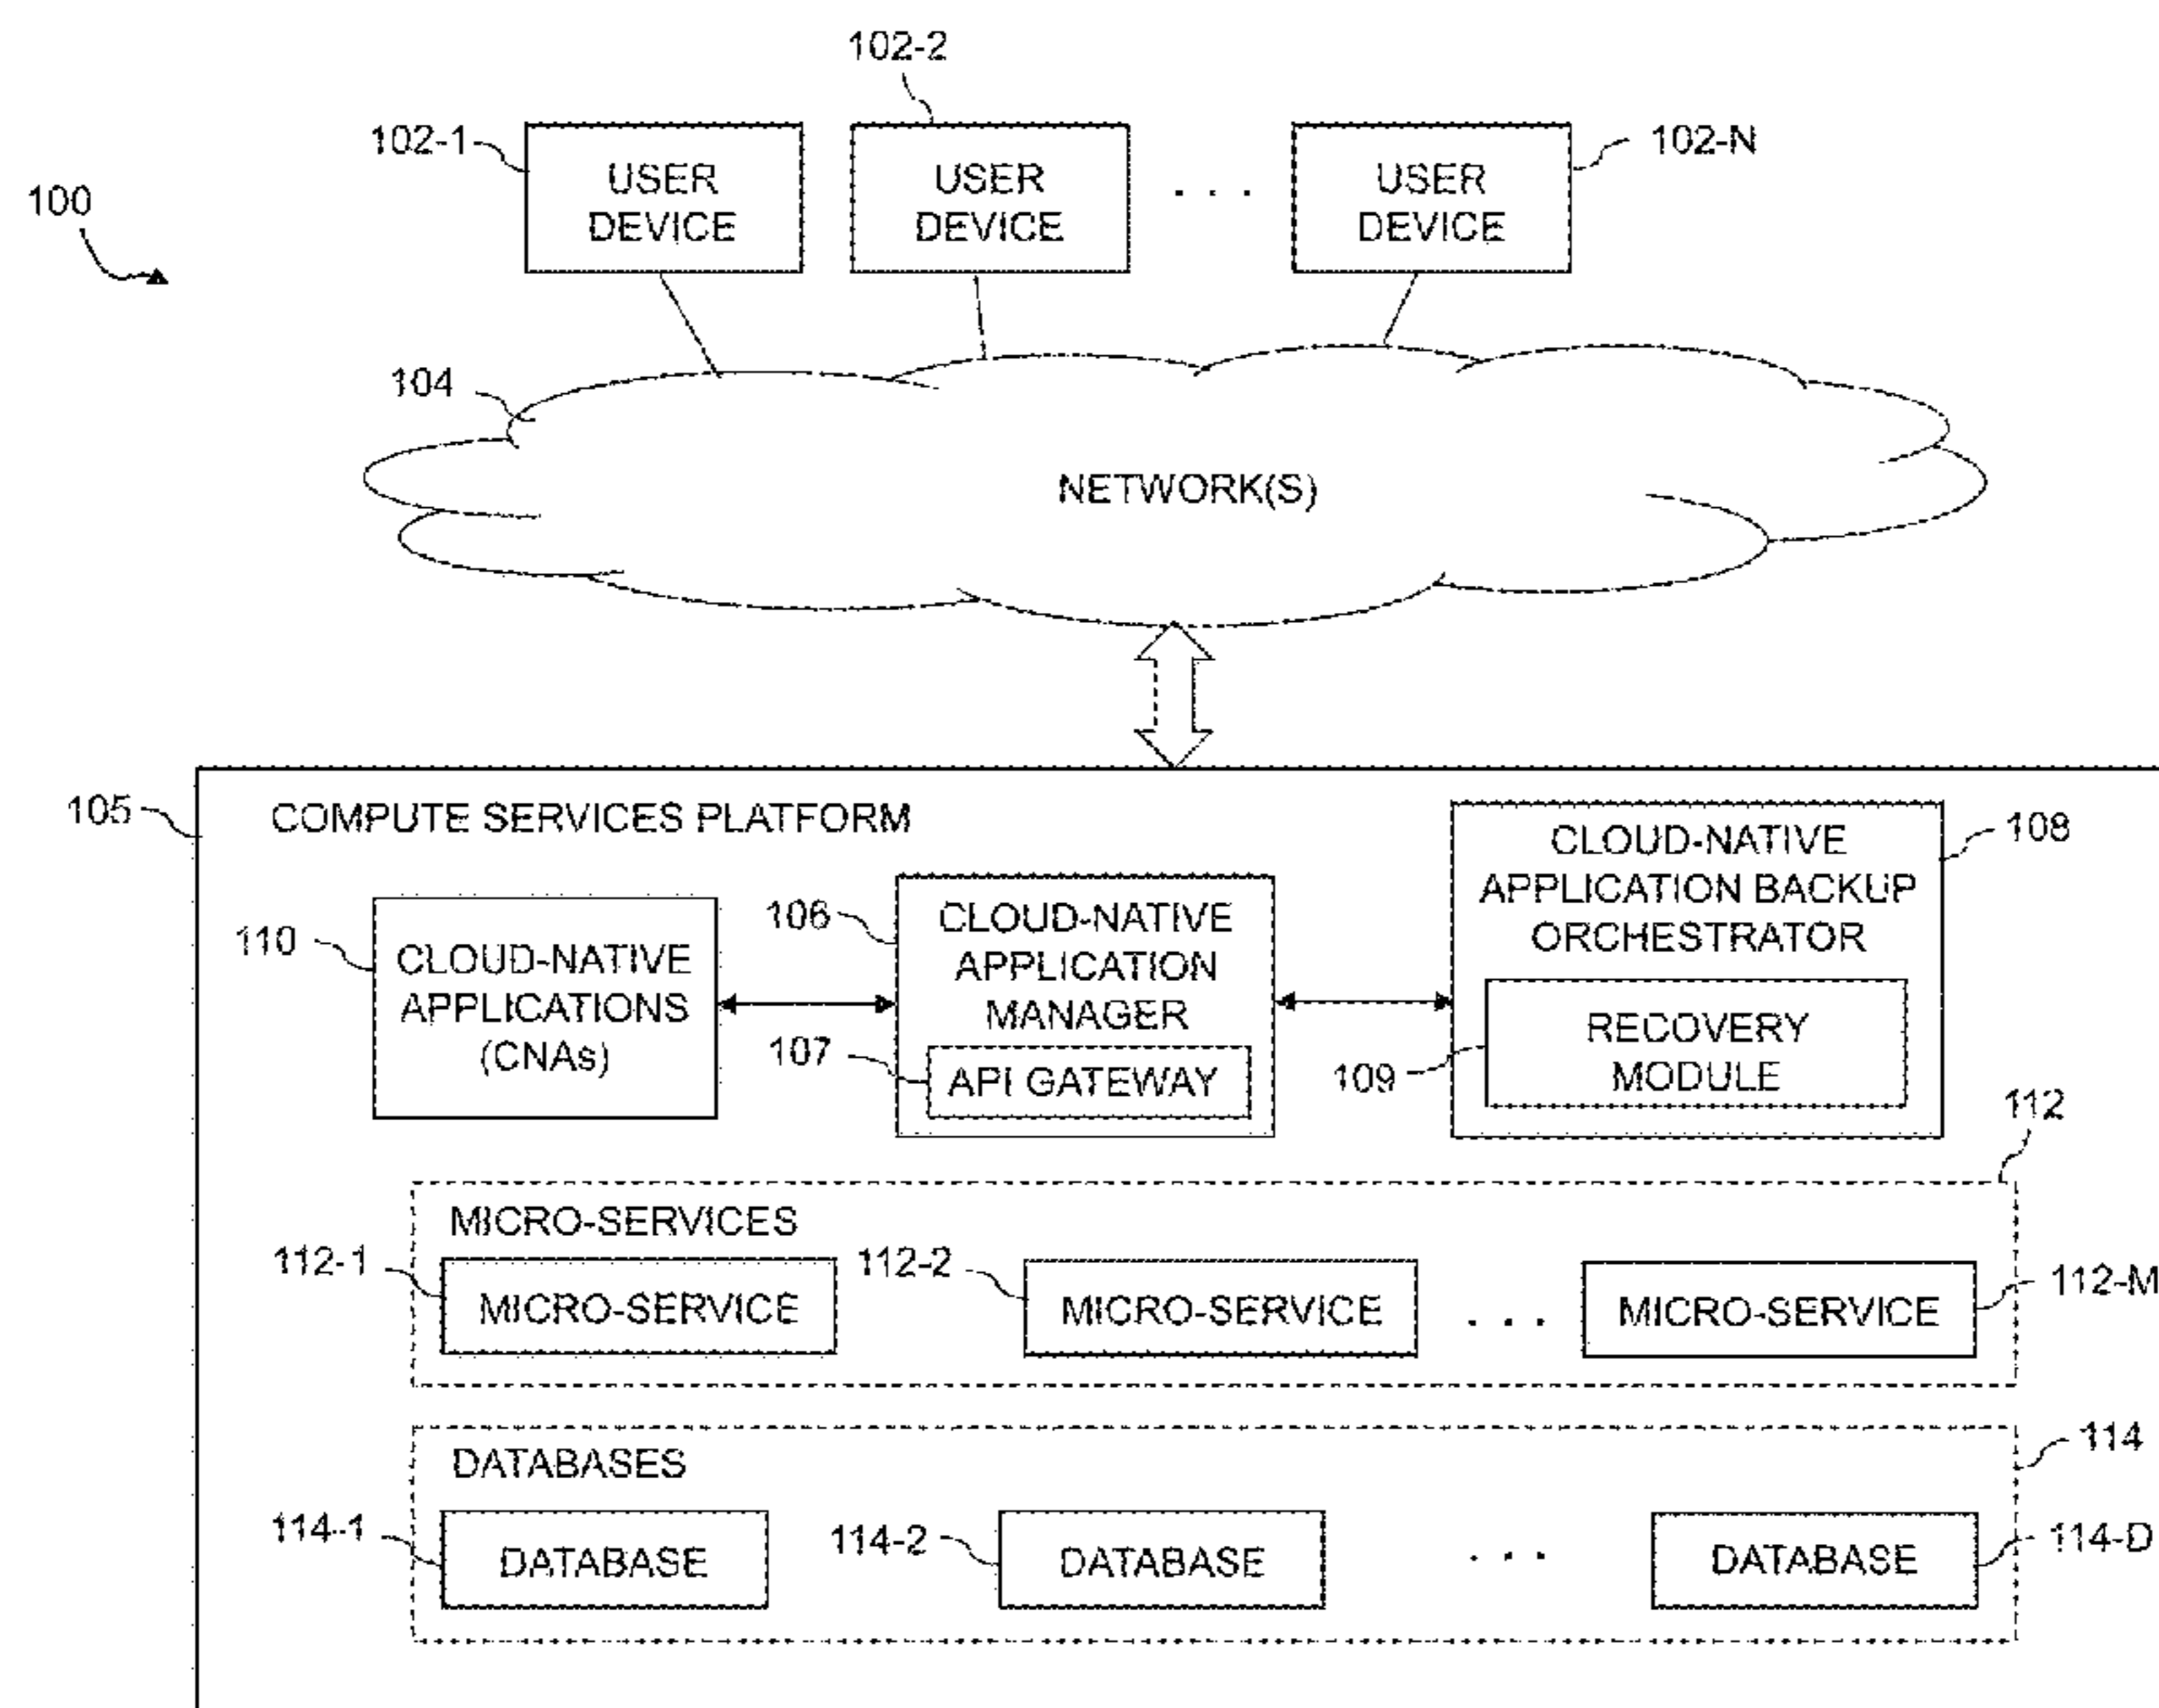 102-2
102-1
102-N
100
USER
DEVICE
USER
DEVICE
. . .
USER
DEVICE
104
NETWORK(S)
105
COMPUTE SERVICES PLATFORM
110
CLOUD-NATIVE
APPLICATIONS
(CNAs)
106
CLOUD-NATIVE
APPLICATION
MANAGER
107
API GATEWAY
108
CLOUD-NATIVE
APPLICATION BACKUP
ORCHESTRATOR
109
RECOVERY
MODULE
112
MICRO-SERVICES
112-1
MICRO-SERVICE
112-2
MICRO-SERVICE
. . .
MICRO-SERVICE
112-M
114
DATABASES
114-1
DATABASE
114-2
DATABASE
. . .
DATABASE
114-D